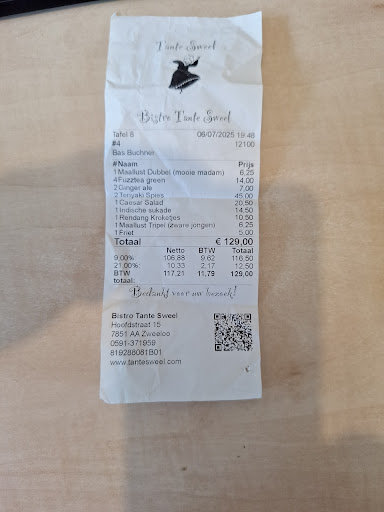 Tante Sweel
Bistro Tante Sweel
Tafel 6 06/07/2025 19:48
#4 12100
Bas Buchner
#Naam Prijs
1 Maallust Dubbel (mooie madam) 6,25
4 Fuzztea green 14,00
2 Ginger ale 7,00
2 Teriyaki Spies 45,00
1 Caesar Salad 20,50
1 Indische sukade 14,50
1 Rendang Kroketjes 10,50
1 Maallust Tripel (zware jongen) 6,25
1 Friet 5,00
Totaal € 129,00
Netto BTW Totaal
9.00%: 106,88 9,62 116,50
21.00%: 10,33 2,17 12,50
BTW 117,21 11,79 129,00
totaal:
Bedankt voor uw bezoek!
Bistro Tante Sweel
Hoofdstraat 15
7851 AA Zweeloo
0591-371959
819288081B01
www.tantesweel.com